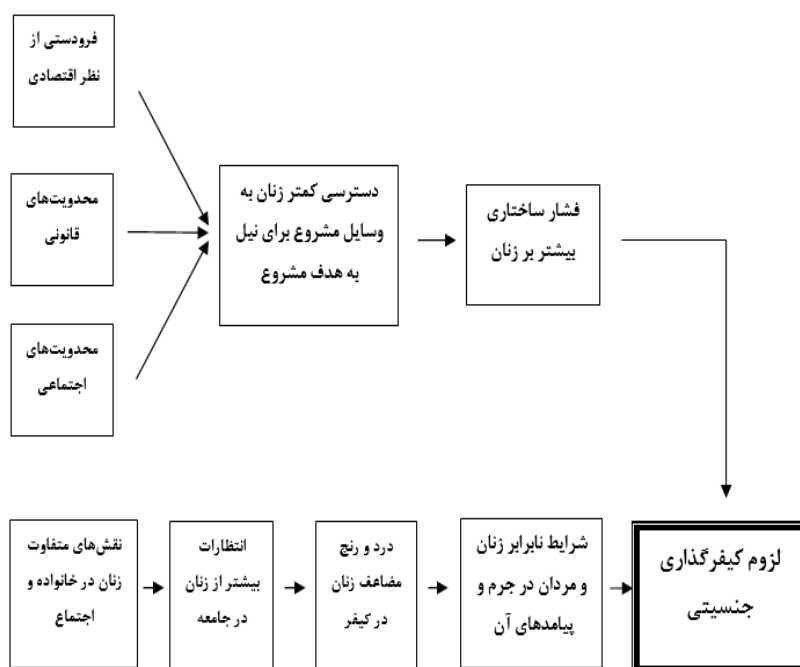 فرودستی از
نظر اقتصادی
محدویت‌های
قانونی
محدویت‌های
اجتماعی
دسترسی کمتر زنان به
وسایل مشروع برای نیل
به هدف مشروع
فشار ساختاری
بیشتر بر زنان
نقش‌های متفاوت
زنان در خانواده و
اجتماع
انتظارات
بیشتر از زنان
در جامعه
درد و رنج
مضاعف زنان
در کیفر
شرایط نابرابر زنان
و مردان در جرم و
پیامدهای آن
لزوم کیفرگذاری
جنسیتی